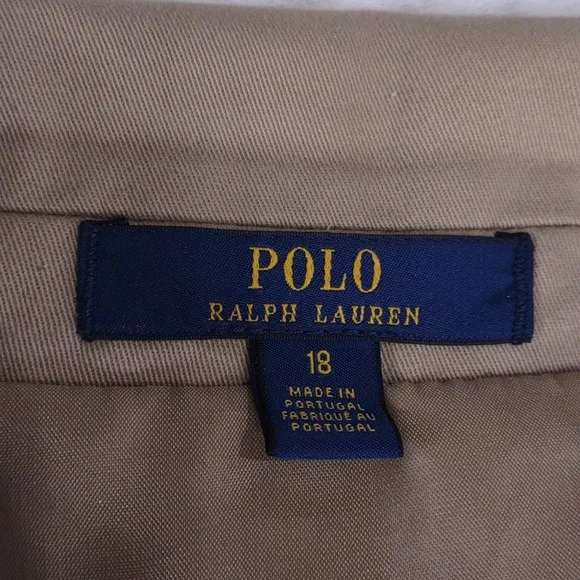 POLO
RALPH LAUREN
18
MADE IN
PORTUGAL
FABRIQUÉ AU
PORTUGAL